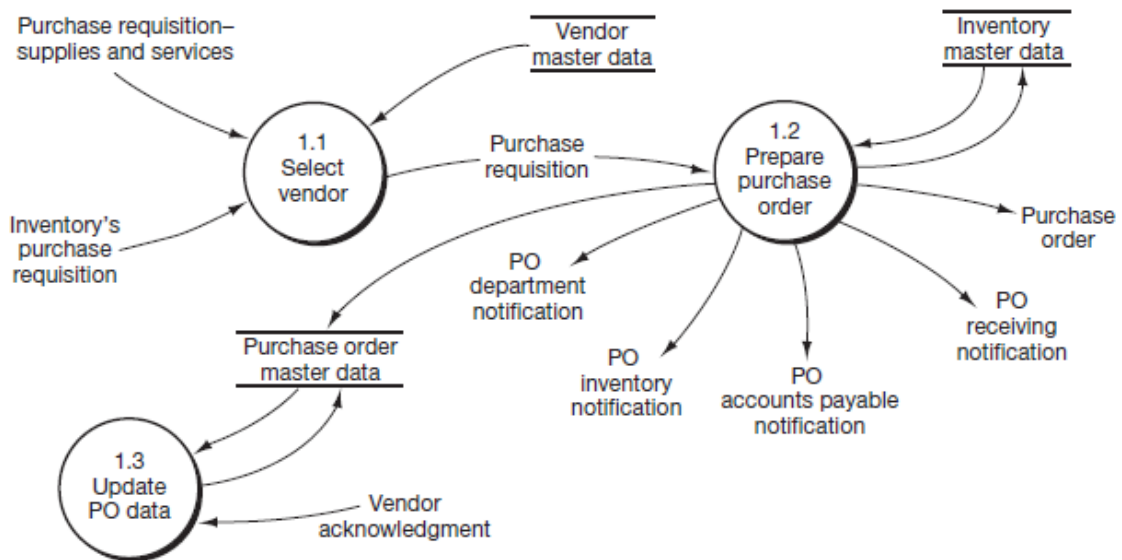 Purchase requisition–
supplies and services
Vendor
master data
Inventory
master data
1.1
Select
vendor
Purchase
requisition
1.2
Prepare
purchase
order
Inventory's
purchase
requisition
Purchase
order
PO
department
notification
PO
receiving
notification
PO
inventory
notification
PO
accounts payable
notification
Purchase order
master data
1.3
Update
PO data
Vendor
acknowledgment